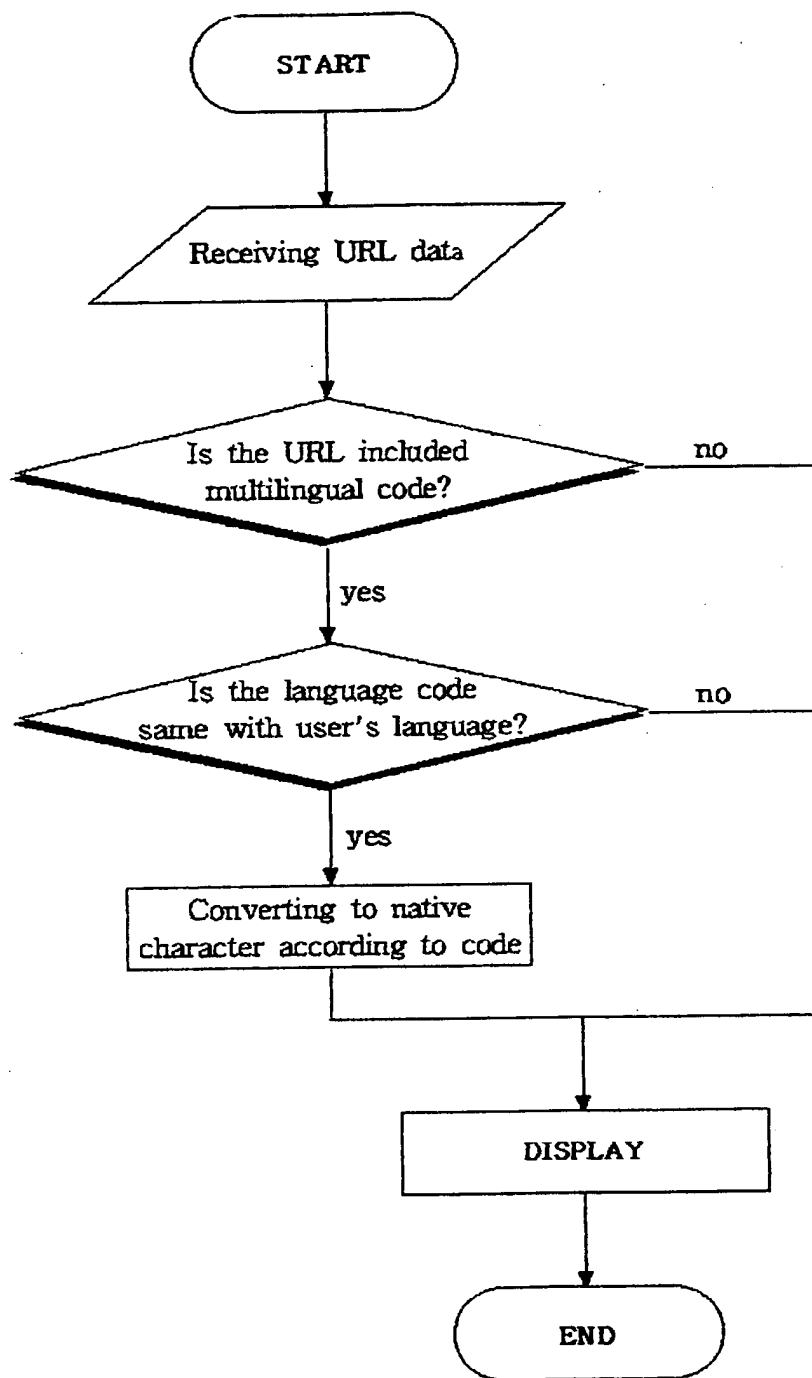 START
Receiving URL data
Is the URL included
multilingual code?
no
yes
Is the language code
same with user's language?
no
yes
Converting to native
character according to code
DISPLAY
END